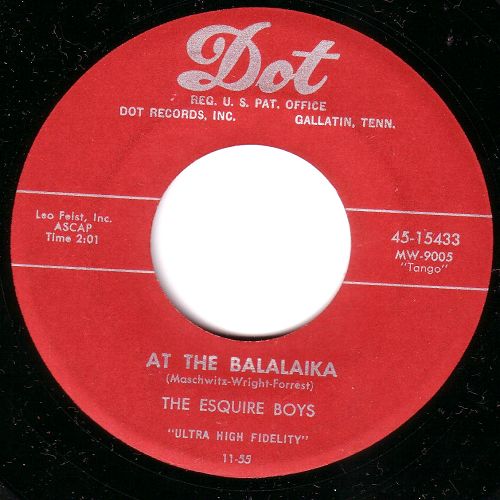 Dot
REG. U. S. PAT. OFFICE
DOT RECORDS, INC. GALLATIN, TENN.
Leo Feist, Inc.
ASCAP
Time 2:01
45-15433
MW-9005
"Tango"
AT THE BALALAIKA
(Maschwitz-Wright-Forrest)
THE ESQUIRE BOYS
"ULTRA HIGH FIDELITY"
11-55